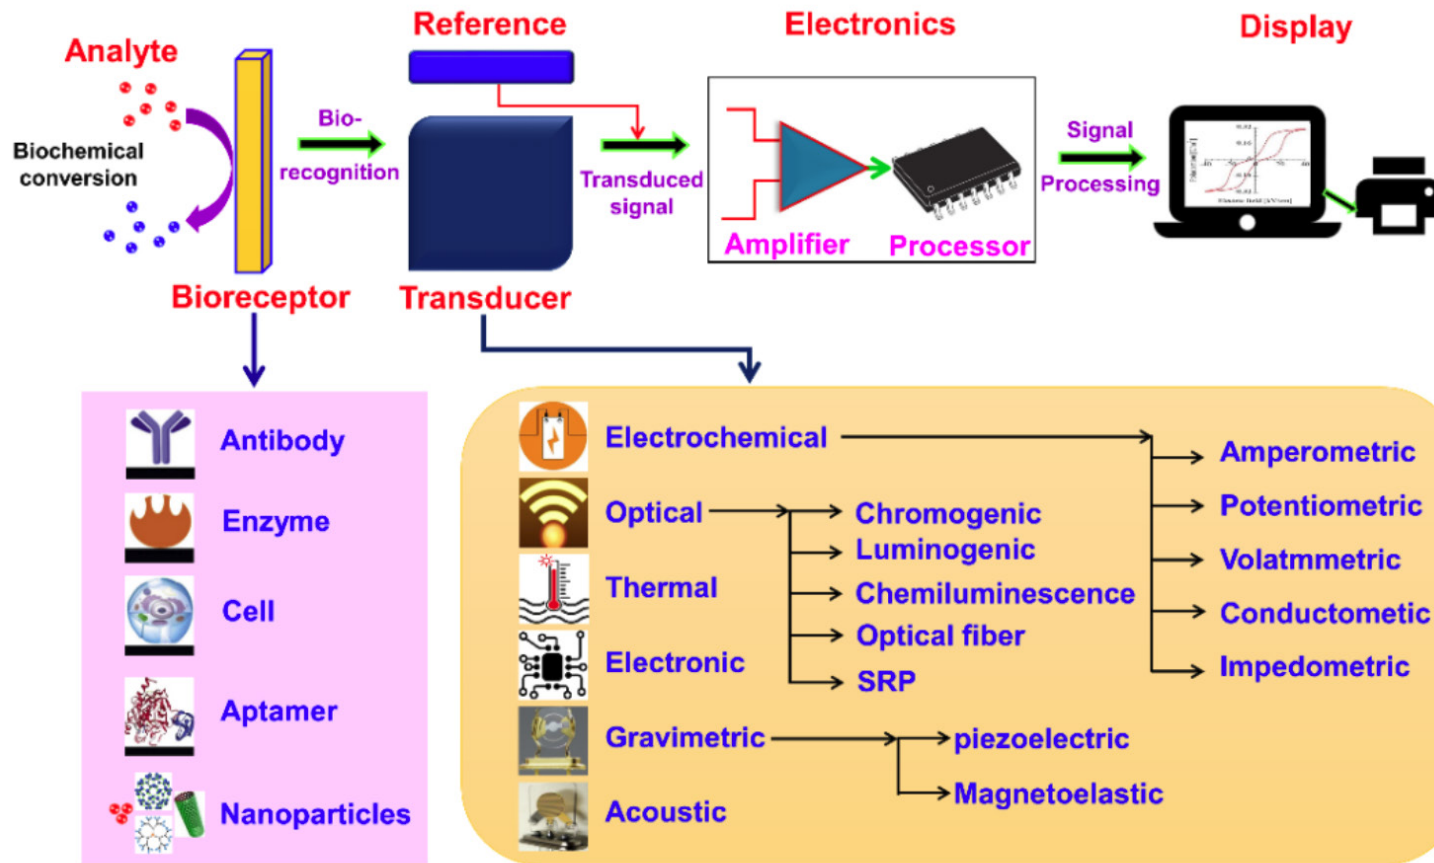 Analyte
Reference
Electronics
Display
Biochemical
conversion
Bio-
recognition
Transduced
signal
Amplifier
Processor
Signal
Processing
Bioreceptor
Transducer
Antibody
Enzyme
Cell
Aptamer
Nanoparticles
Electrochemical
Optical
Thermal
Electronic
Gravimetric
Acoustic
Chromogenic
Luminogenic
Chemiluminescence
Optical fiber
SRP
Amperometric
Potentiometric
Volatmmetric
Conductometic
Impedometric
piezoelectric
Magnetoelastic